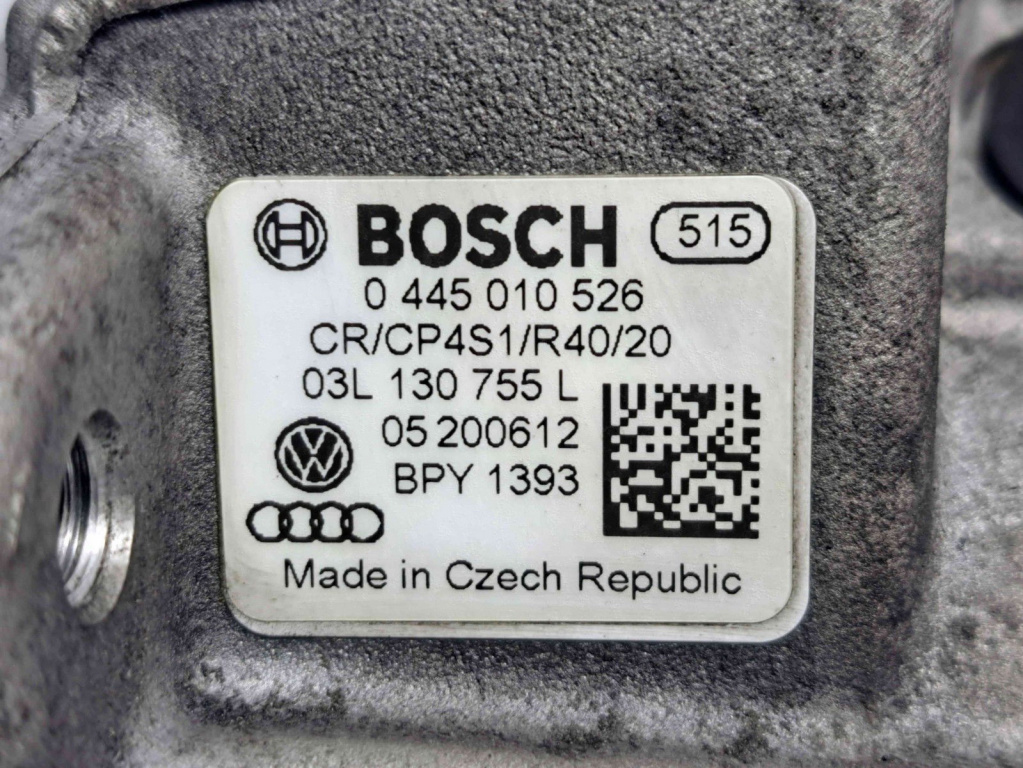 BOSCH 515
0 445 010 526
CR/CP4S1/R40/20
03L 130 755 L
05 200612
BPY 1393
Made in Czech Republic